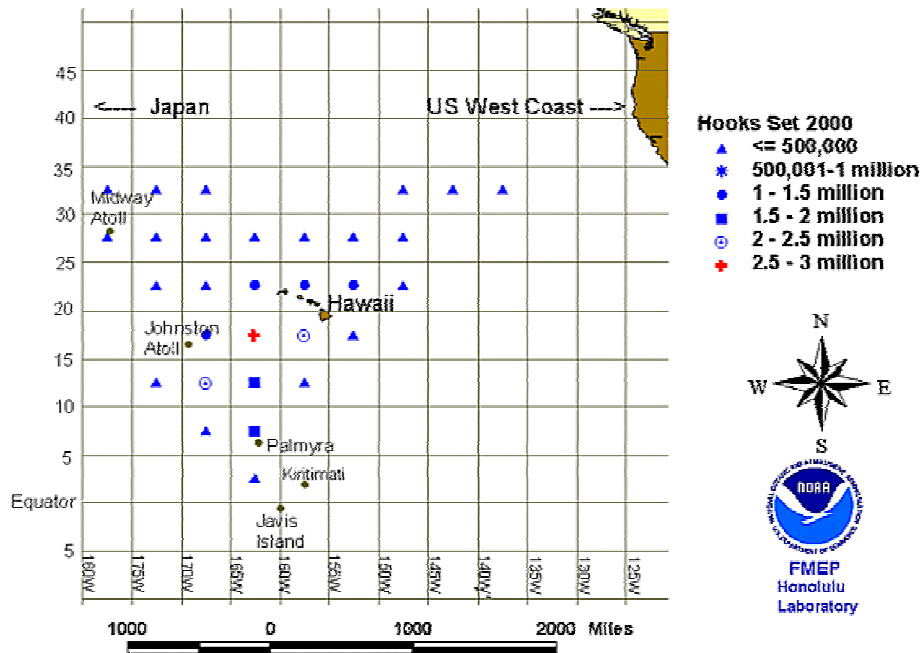 45
<---- Japan
US West Coast --->
40
35
Midway
Atoll
30
25
20
Hawaii
Johnston
Atoll
15
10
Palmyra
5
Kiritimati
Equator
Javis
Island
5
160W
175W
170W
165W
160W
150W
145W
140W
135W
130W
125W
1000
0
1000
2000 Miles
Hooks Set 2000
<= 500,000
500,001-1 million
1 - 1.5 million
1.5 - 2 million
2 - 2.5 million
2.5 - 3 million
N
W
E
S
NOAA
FMEP
Honolulu
Laboratory